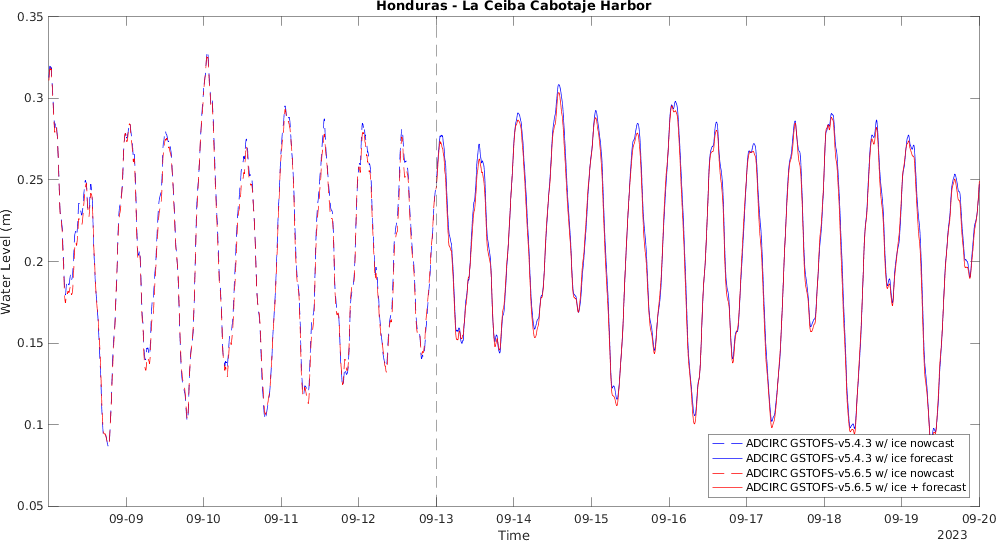 Honduras - La Ceiba Cabotaje Harbor
0.35
0.3
0.25
0.2
0.15
0.1
0.05
Water Level (m)
ADCIRC GSTOFS-v5.4.3 w/ ice nowcast
ADCIRC GSTOFS-v5.4.3 w/ ice forecast
ADCIRC GSTOFS-v5.6.5 w/ ice nowcast
ADCIRC GSTOFS-v5.6.5 w/ ice + forecast
09-09 09-10 09-11 09-12 09-13 09-14 09-15 09-16 09-17 09-18 09-19 09-20
Time
2023